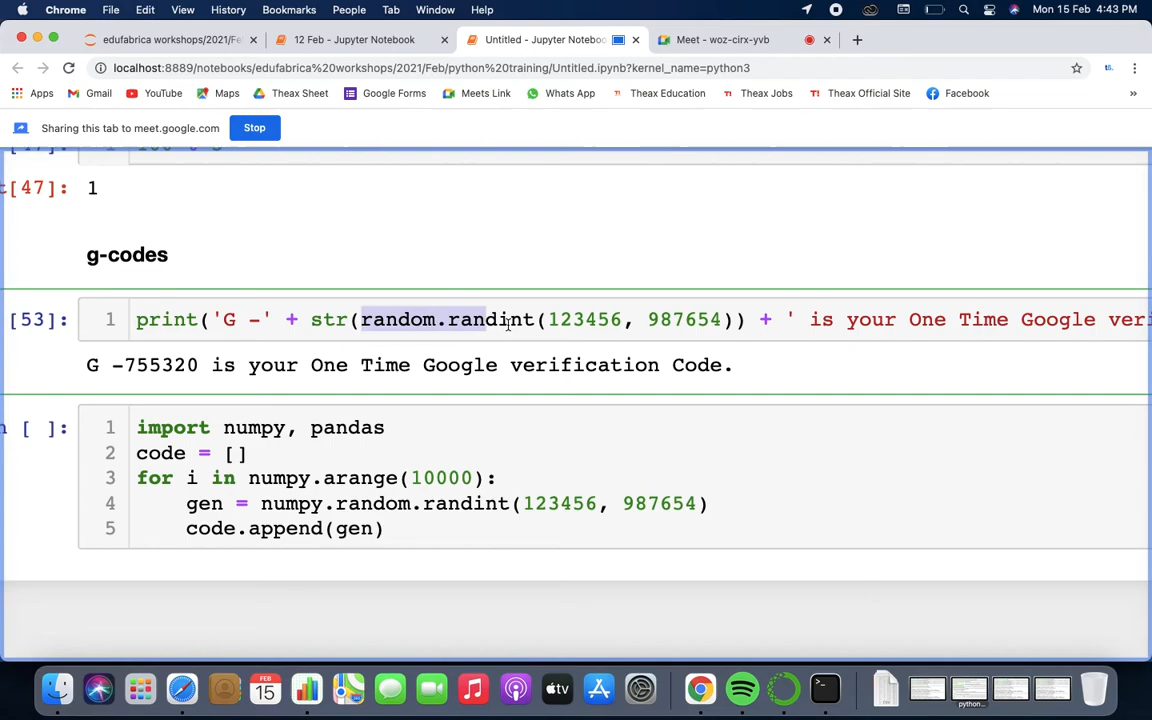 Chrome File Edit View History Bookmarks People Tab Window Help Mon 15 Feb 4:43 PM
edufabrica workshops/2021/Fe 12 Feb - Jupyter Notebook Untitled - Jupyter Noteboo Meet - woz-cirx-yvb
localhost:8889/notebooks/edufabrica%20workshops/2021/Feb/python%20training/Untitled.ipynb?kernel_name=python3
Apps Gmail YouTube Maps Theax Sheet Google Forms Meets Link Whats App Theax Education Theax Jobs Theax Official Site Facebook »
Sharing this tab to meet.google.com Stop
t[47]: 1
g-codes
[53]: 1 print('G -' + str(random.randint(123456, 987654)) + ' is your One Time Google veri
G -755320 is your One Time Google verification Code.
n [ ]: 1 import numpy, pandas
2 code = []
3 for i in numpy.arange(10000):
4 gen = numpy.random.randint(123456, 987654)
5 code.append(gen)
FEB
15
tv
python...